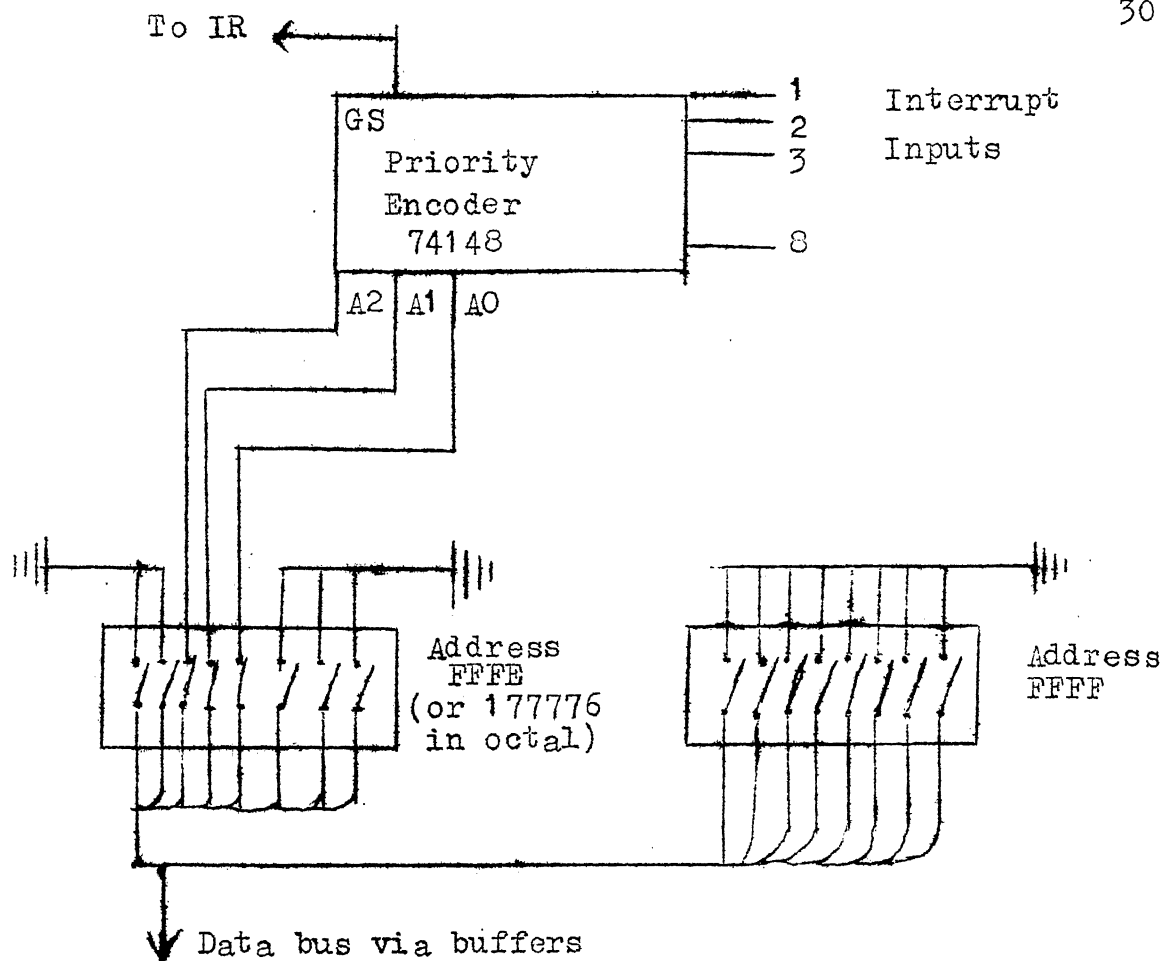 30
To IR
GS
Priority
Encoder
74148
1
2
3
8
Interrupt
Inputs
A2 A1 A0
Address
FFFE
(or 177776
in octal)
Address
FFFF
Data bus via buffers